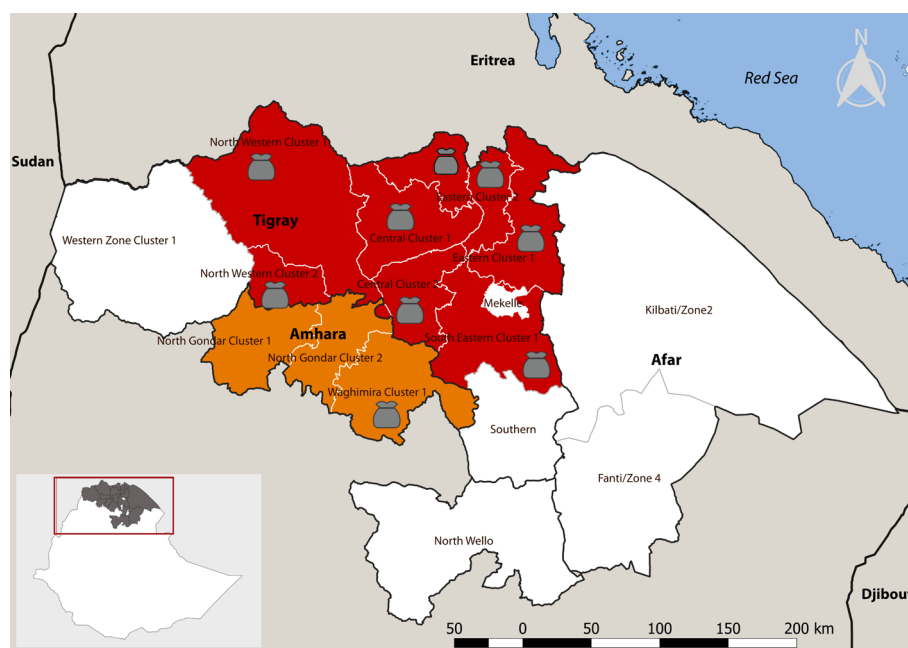 N
Eritrea
Red Sea
North Western Cluster 1
Sudan
Eastern Cluster 2
Tigray
Western Zone Cluster 1
Central Cluster 1
Eastern Cluster 1
North Western Cluster 2
Central Cluster
Mekelle
Kilbati/Zone2
Amhara
North Gondar Cluster 1
South Eastern Cluster 1
North Gondar Cluster 2
Afar
Waghimira Cluster 1
Southern
Fanti/Zone 4
North Wello
Djibout
50 0 50 100 150 200 km